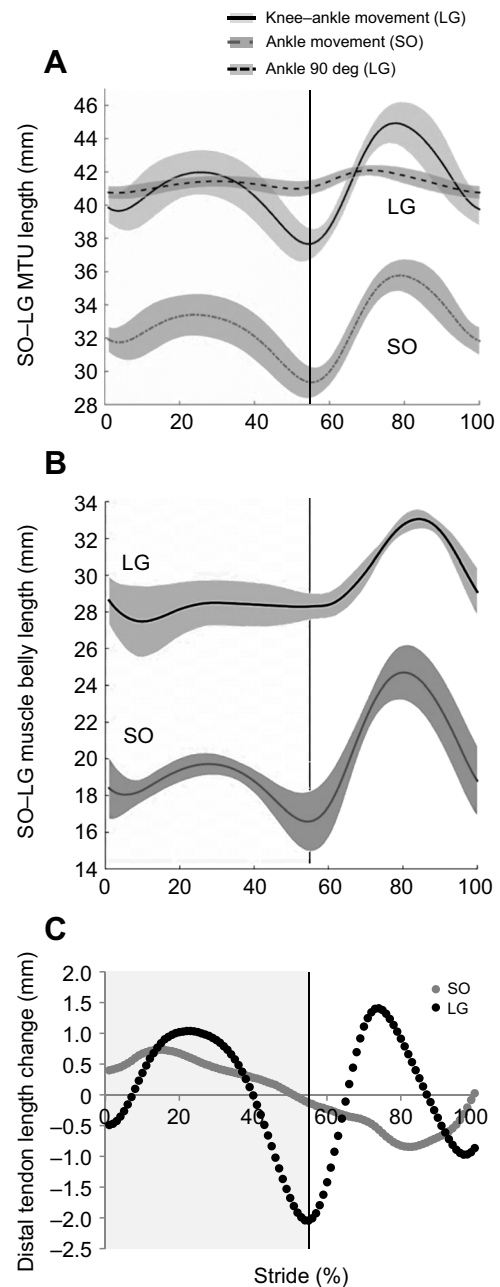 Knee–ankle movement (LG)
Ankle movement (SO)
Ankle 90 deg (LG)
A
SO–LG MTU length (mm)
46
44
42
40
38
36
34
32
30
28
LG
SO
0 20 40 60 80 100
B
SO–LG muscle belly length (mm)
34
32
30
28
26
24
22
20
18
16
14
LG
SO
0 20 40 60 80 100
C
Distal tendon length change (mm)
2.0
1.5
1.0
0.5
0
−0.5
−1.0
−1.5
−2.0
−2.5
SO
LG
0 20 40 60 80 100
Stride (%)